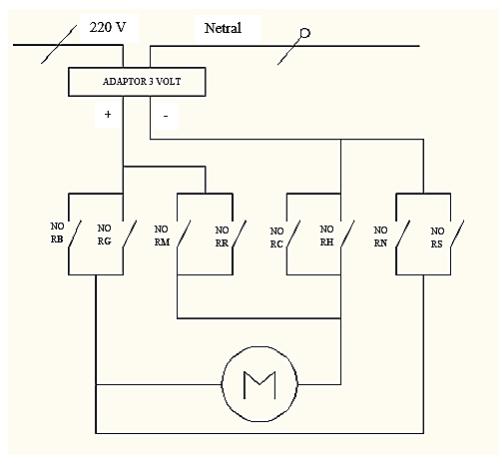 220 V
Netral
ADAPTOR 3 VOLT
+
-
NO
RB
NO
RG
NO
RM
NO
RR
NO
RC
NO
RH
NO
RN
NO
RS
M